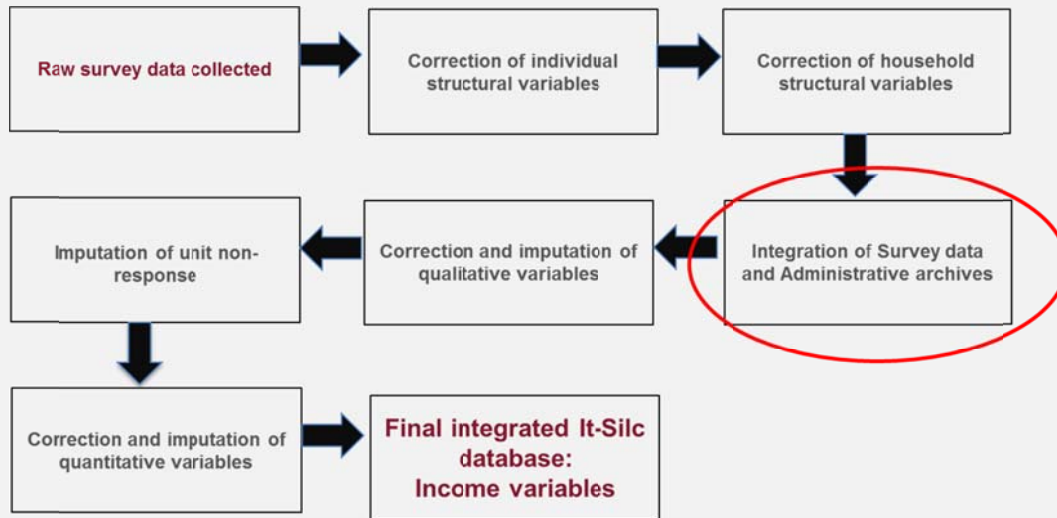 Raw survey data collected
Correction of individual
structural variables
Correction of household
structural variables
Integration of Survey data
and Administrative archives
Correction and imputation of
qualitative variables
Imputation of unit non-
response
Correction and imputation of
quantitative variables
Final integrated It-Silc
database:
Income variables